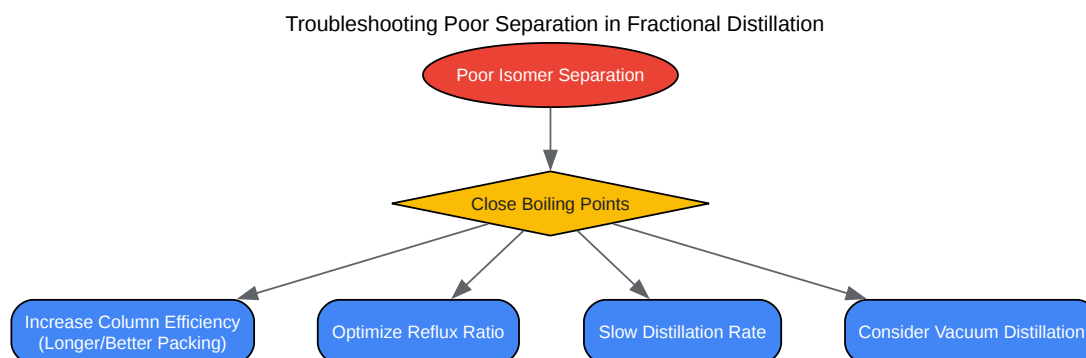 Troubleshooting Poor Separation in Fractional Distillation
Poor Isomer Separation
Close Boiling Points
Increase Column Efficiency
(Longer/Better Packing)
Optimize Reflux Ratio
Slow Distillation Rate
Consider Vacuum Distillation